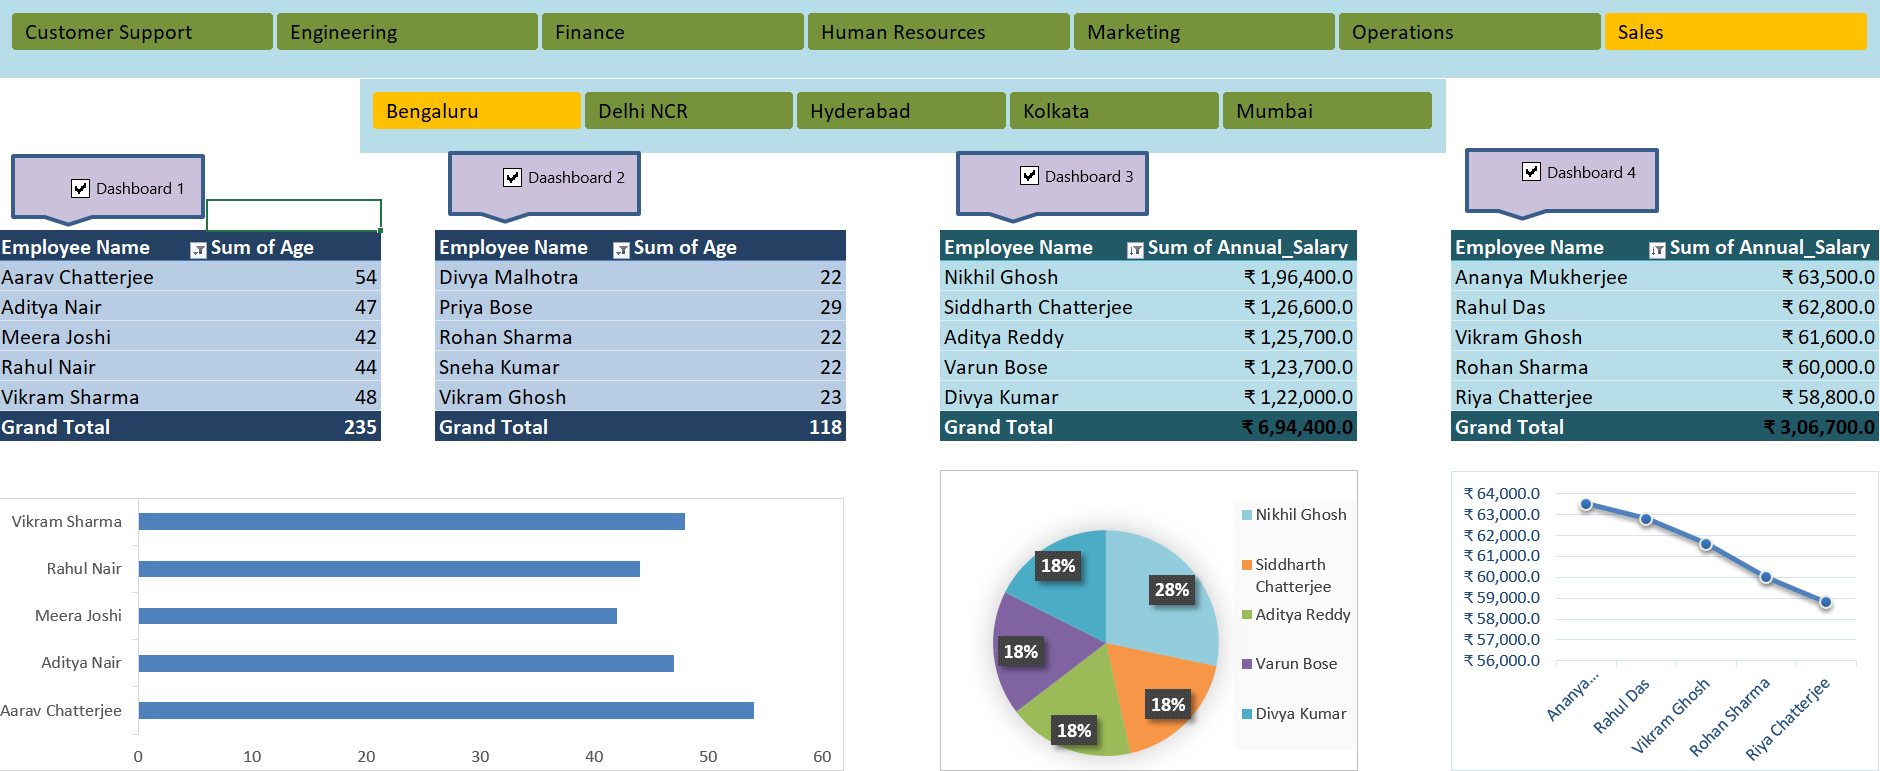 Customer Support Engineering Finance Human Resources Marketing Operations Sales
Bengaluru Delhi NCR Hyderabad Kolkata Mumbai
Dashboard 1
Daashboard 2
Dashboard 3
Dashboard 4
Employee Name Sum of Age
Aarav Chatterjee 54
Aditya Nair 47
Meera Joshi 42
Rahul Nair 44
Vikram Sharma 48
Grand Total 235
Employee Name Sum of Age
Divya Malhotra 22
Priya Bose 29
Rohan Sharma 22
Sneha Kumar 22
Vikram Ghosh 23
Grand Total 118
Employee Name Sum of Annual_Salary
Nikhil Ghosh ₹ 1,96,400.0
Siddharth Chatterjee ₹ 1,26,600.0
Aditya Reddy ₹ 1,25,700.0
Varun Bose ₹ 1,23,700.0
Divya Kumar ₹ 1,22,000.0
Grand Total ₹ 6,94,400.0
Employee Name Sum of Annual_Salary
Ananya Mukherjee ₹ 63,500.0
Rahul Das ₹ 62,800.0
Vikram Ghosh ₹ 61,600.0
Rohan Sharma ₹ 60,000.0
Riya Chatterjee ₹ 58,800.0
Grand Total ₹ 3,06,700.0
Vikram Sharma
Rahul Nair
Meera Joshi
Aditya Nair
Aarav Chatterjee
0 10 20 30 40 50 60
18%
28%
18%
18%
18%
Nikhil Ghosh
Siddharth
Chatterjee
Aditya Reddy
Varun Bose
Divya Kumar
₹ 64,000.0
₹ 63,000.0
₹ 62,000.0
₹ 61,000.0
₹ 60,000.0
₹ 59,000.0
₹ 58,000.0
₹ 57,000.0
₹ 56,000.0
Ananya...
Rahul Das
Vikram Ghosh
Rohan Sharma
Riya Chatterjee